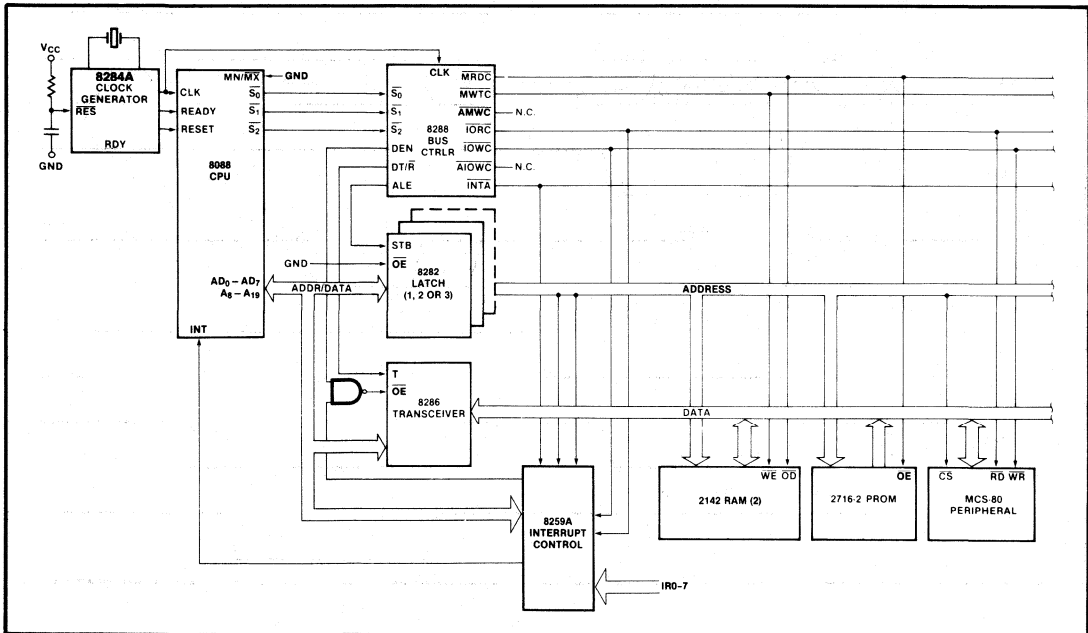 VCC
8284A
CLOCK
GENERATOR
RES
RDY
GND
CLK
READY
RESET
MN/MX
S0
S1
S2
8088
CPU
AD0 – AD7
A8 – A19
INT
GND
CLK
S0
S1
S2
DEN
DT/R
ALE
8288
BUS
CTRLR
MRDC
MWTC
AMWC
IORC
IOWC
AIOWC
INTA
N.C.
N.C.
STB
OE
GND
8282
LATCH
(1, 2 OR 3)
ADDR/DATA
ADDRESS
T
OE
8286
TRANSCEIVER
DATA
8259A
INTERRUPT
CONTROL
IR0-7
WE OD
2142 RAM (2)
OE
2716-2 PROM
CS
RD WR
MCS-80
PERIPHERAL